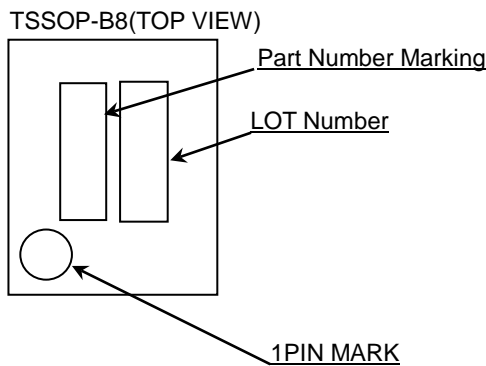 TSSOP-B8(TOP VIEW)
Part Number Marking
LOT Number
1PIN MARK